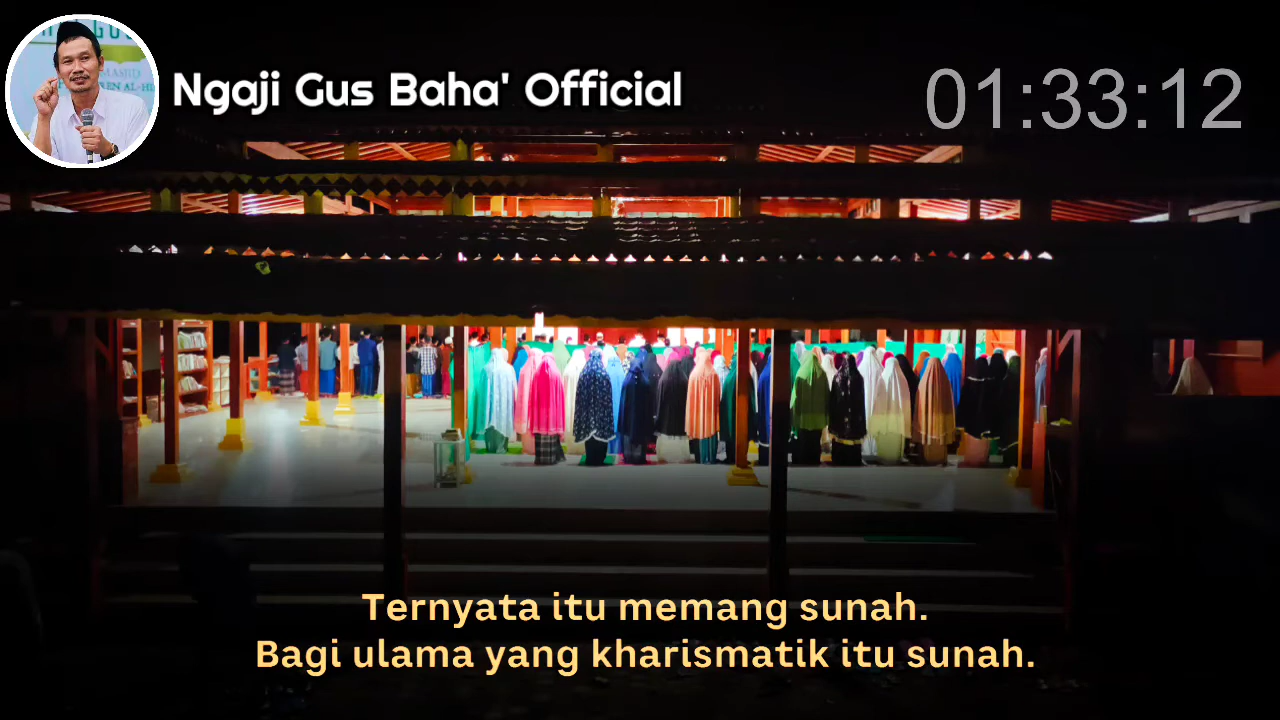 Ngaji Gus Baha' Official
01:33:12
Ternyata itu memang sunah.
Bagi ulama yang kharismatik itu sunah.